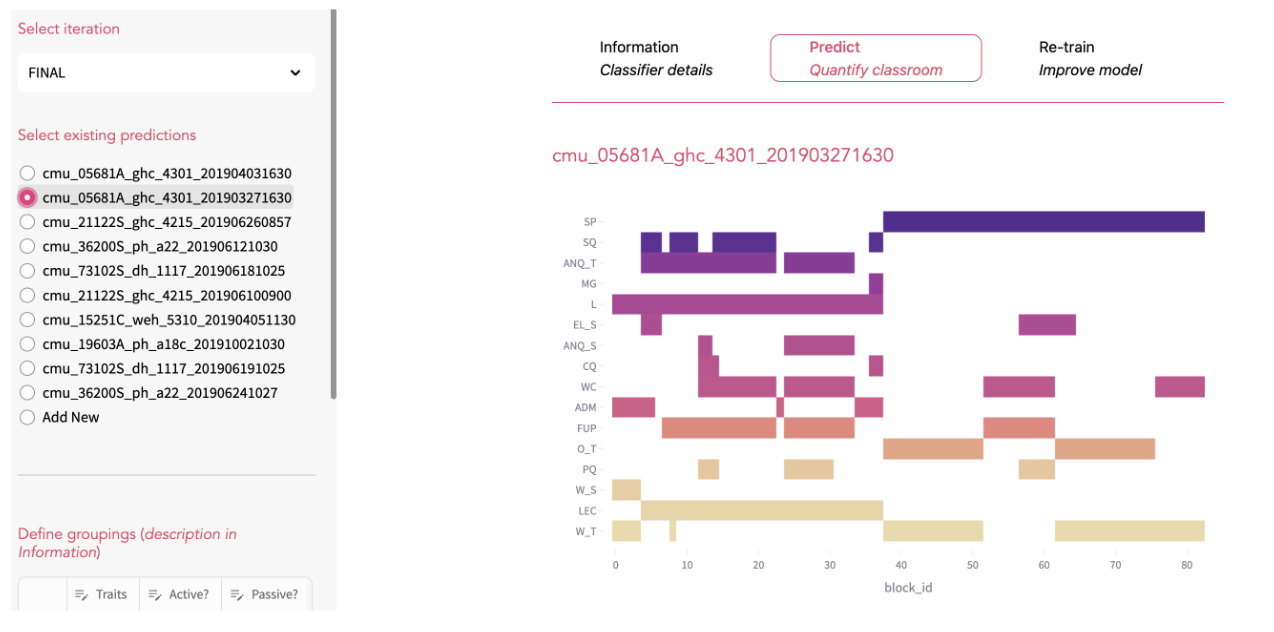 Select iteration
FINAL
Select existing predictions
cmu_05681A_ghc_4301_201904031630
cmu_05681A_ghc_4301_201903271630
cmu_21122S_ghc_4215_201906260857
cmu_36200S_ph_a22_201906121030
cmu_73102S_dh_1117_201906181025
cmu_21122S_ghc_4215_201906100900
cmu_15251C_weh_5310_201904051130
cmu_19603A_ph_a18c_201910021030
cmu_73102S_dh_1117_201906191025
cmu_36200S_ph_a22_201906241027
Add New
Define groupings (description in
Information)
Traits Active? Passive?
Information Predict Re-train
Classifier details Quantify classroom Improve model
cmu_05681A_ghc_4301_201903271630
SP
SQ
ANQ_T
MG
L
EL_S
ANQ_S
CQ
WC
ADM
FUP
O_T
PQ
W_S
LEC
W_T
0 10 20 30 40 50 60 70 80
block_id